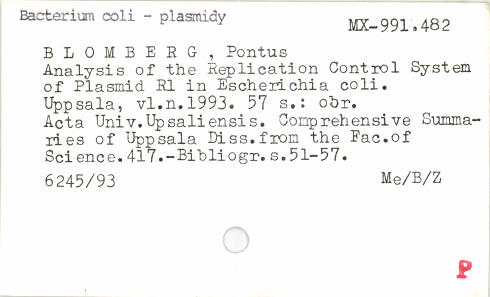 Bacterium coli - plasmidy
MX-991.482
B L O M B E R G , Pontus
Analysis of the Replication Control System
of Plasmid R1 in Escherichia coli.
Uppsala, vl.n.1993. 57 s.: obr.
Acta Univ.Upsaliensis. Comprehensive Summa-
ries of Uppsala Diss.from the Fac.of
Science.417.-Bibliogr.s.51-57.
6245/93 Me/B/Z
P